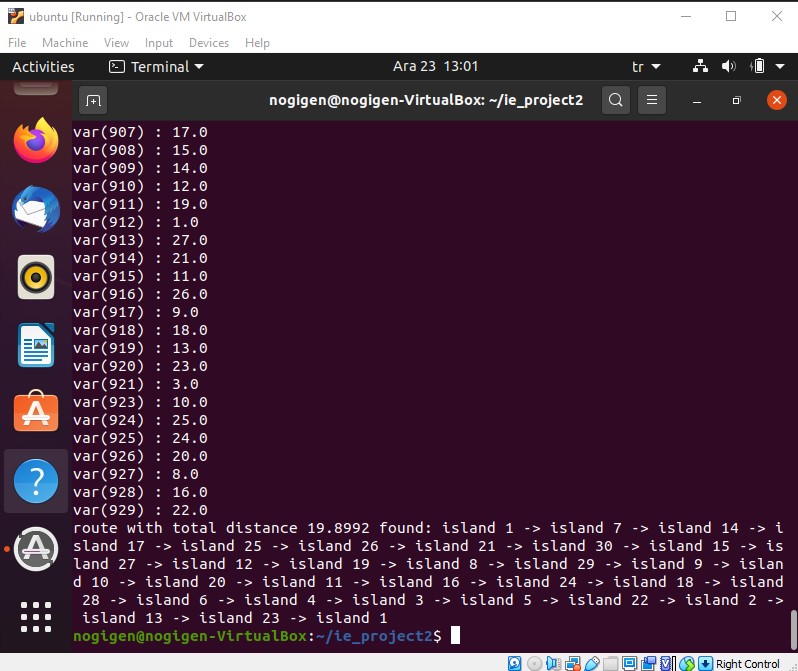 ubuntu [Running] - Oracle VM VirtualBox
File Machine View Input Devices Help
Activities Terminal Ara 23 13:01 tr
nogigen@nogigen-VirtualBox: ~/ie_project2
var(907) : 17.0
var(908) : 15.0
var(909) : 14.0
var(910) : 12.0
var(911) : 19.0
var(912) : 1.0
var(913) : 27.0
var(914) : 21.0
var(915) : 11.0
var(916) : 26.0
var(917) : 9.0
var(918) : 18.0
var(919) : 13.0
var(920) : 23.0
var(921) : 3.0
var(923) : 10.0
var(924) : 25.0
var(925) : 24.0
var(926) : 20.0
var(927) : 8.0
var(928) : 16.0
var(929) : 22.0
route with total distance 19.8992 found: island 1 -> island 7 -> island 14 -> i
sland 17 -> island 25 -> island 26 -> island 21 -> island 30 -> island 15 -> is
land 27 -> island 12 -> island 19 -> island 8 -> island 29 -> island 9 -> islan
d 10 -> island 20 -> island 11 -> island 16 -> island 24 -> island 18 -> island
28 -> island 6 -> island 4 -> island 3 -> island 5 -> island 22 -> island 2 ->
island 13 -> island 23 -> island 1
nogigen@nogigen-VirtualBox:~/ie_project2$
Right Control